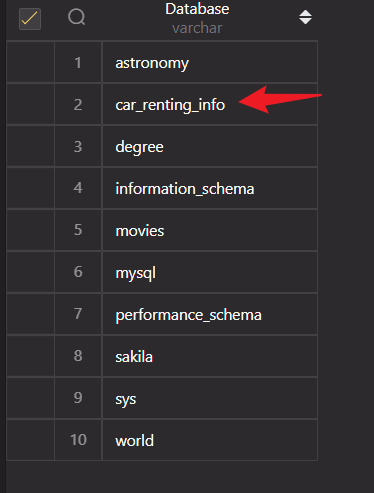 Database
varchar
1 astronomy
2 car_renting_info
3 degree
4 information_schema
5 movies
6 mysql
7 performance_schema
8 sakila
9 sys
10 world